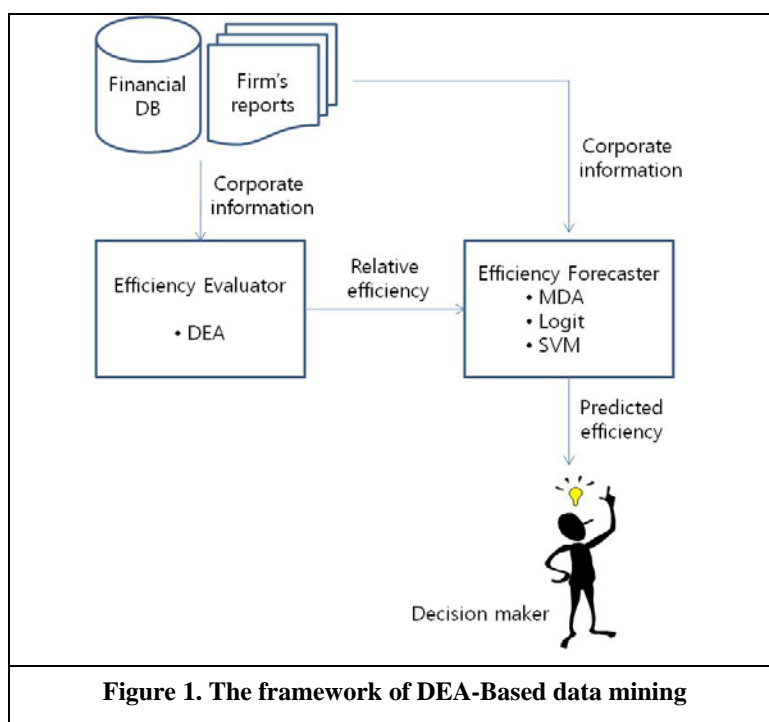 Financial
DB
Firm's
reports
Corporate
information
Corporate
information
Efficiency Evaluator
• DEA
Relative
efficiency
Efficiency Forecaster
• MDA
• Logit
• SVM
Predicted
efficiency
Decision maker
Figure 1. The framework of DEA-Based data mining